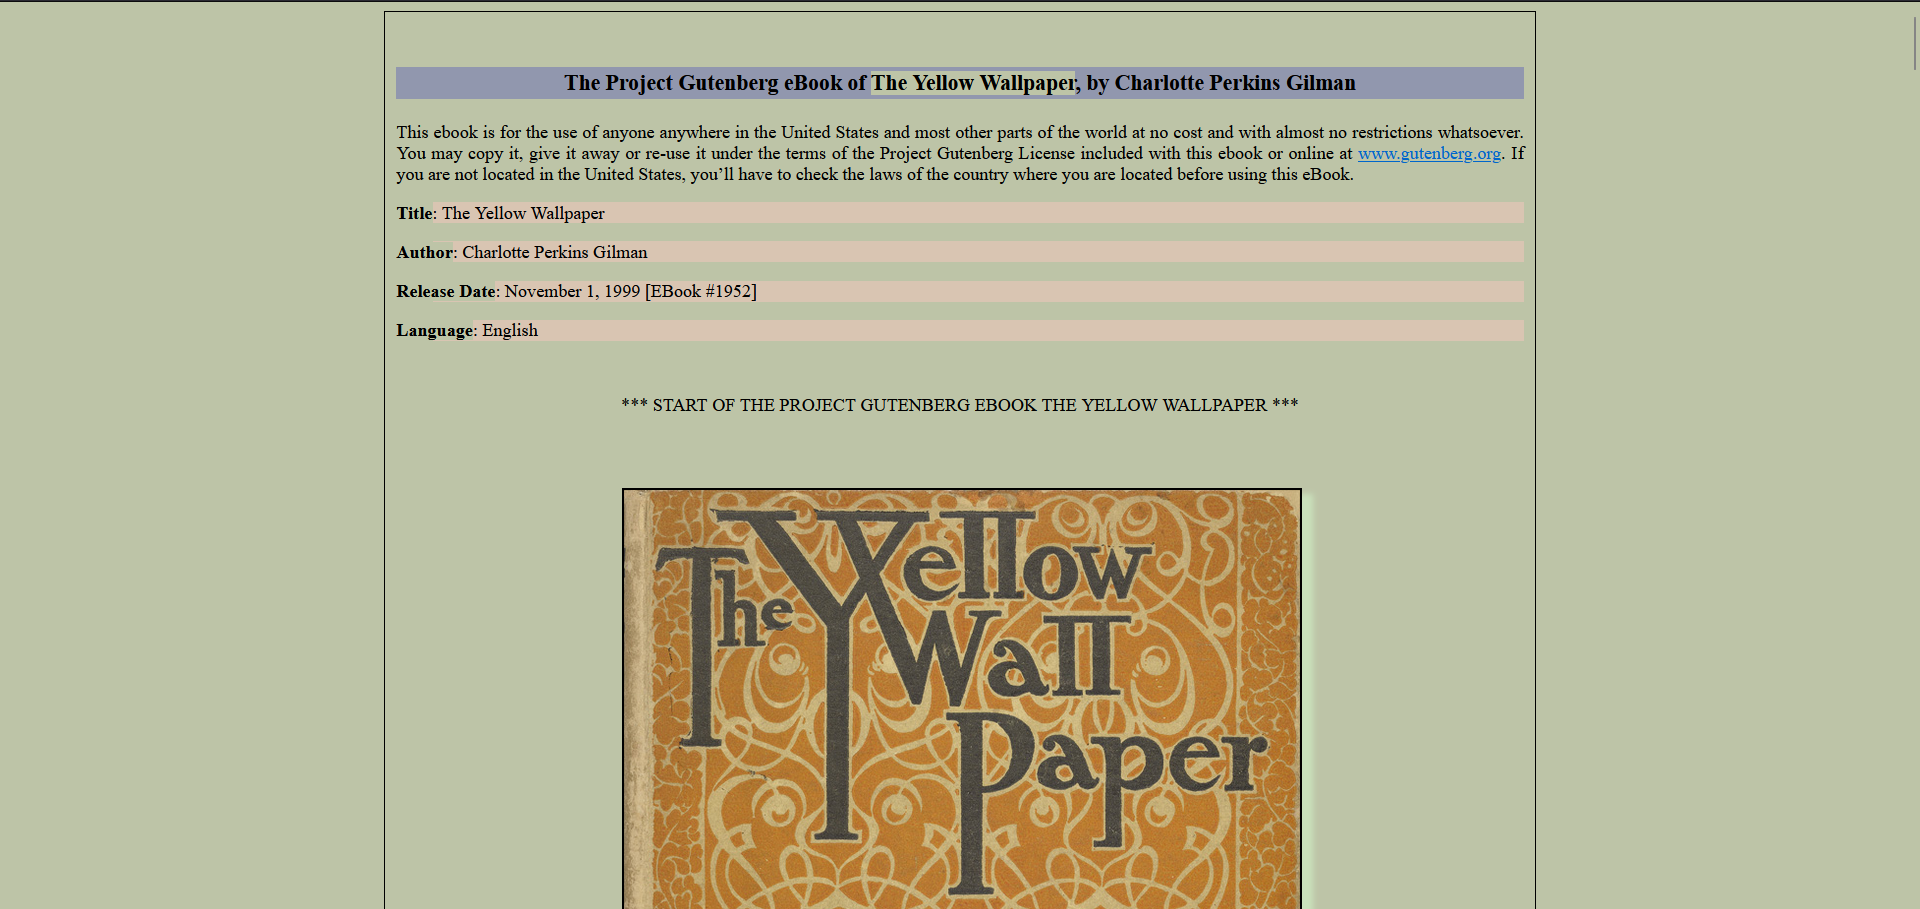 The Project Gutenberg eBook of The Yellow Wallpaper, by Charlotte Perkins Gilman
This ebook is for the use of anyone anywhere in the United States and most other parts of the world at no cost and with almost no restrictions whatsoever.
You may copy it, give it away or re-use it under the terms of the Project Gutenberg License included with this ebook or online at www.gutenberg.org. If
you are not located in the United States, you’ll have to check the laws of the country where you are located before using this eBook.
Title: The Yellow Wallpaper
Author: Charlotte Perkins Gilman
Release Date: November 1, 1999 [EBook #1952]
Language: English
*** START OF THE PROJECT GUTENBERG EBOOK THE YELLOW WALLPAPER ***
The Yellow
Wall
Paper